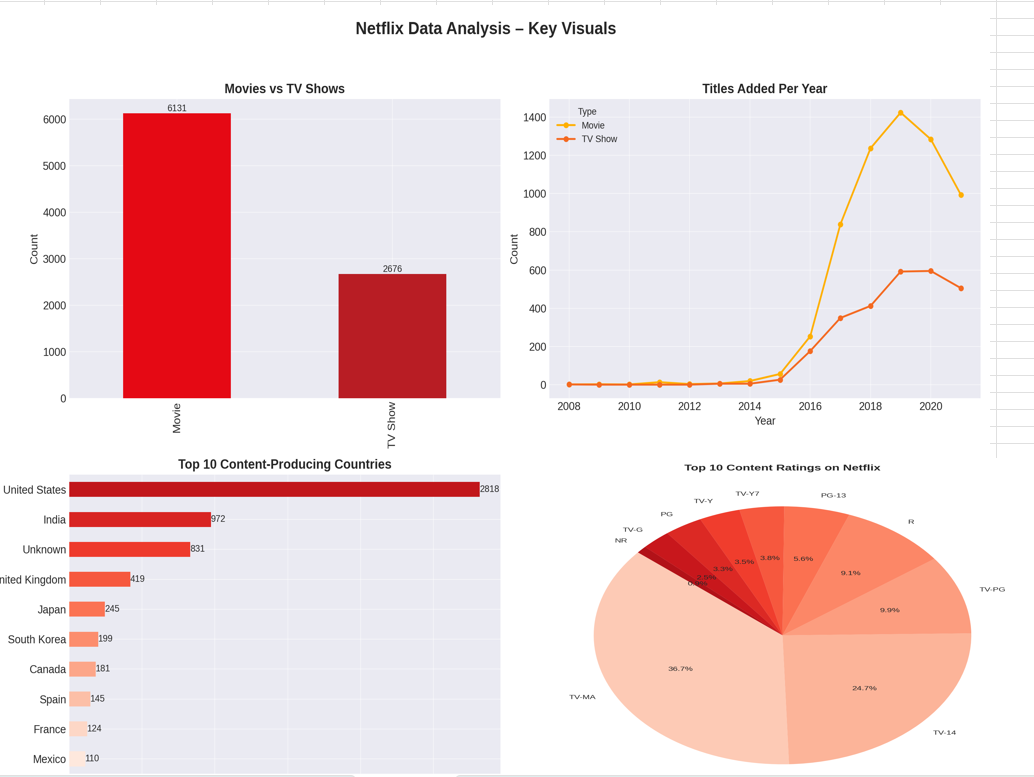 Netflix Data Analysis – Key Visuals
Movies vs TV Shows
6131
2676
6000
5000
4000
3000
2000
1000
0
Count
Movie
TV Show
Titles Added Per Year
Type
Movie
TV Show
1400
1200
1000
800
600
400
200
0
Count
2008 2010 2012 2014 2016 2018 2020
Year
Top 10 Content-Producing Countries
United States 2818
India 972
Unknown 831
nited Kingdom 419
Japan 245
South Korea 199
Canada 181
Spain 145
France 124
Mexico 110
Top 10 Content Ratings on Netflix
TV-Y7
PG-13
TV-Y
PG
R
TV-G
NR
TV-PG
TV-MA
TV-14
3.8%
5.6%
3.5%
3.3%
9.1%
9.9%
36.7%
24.7%